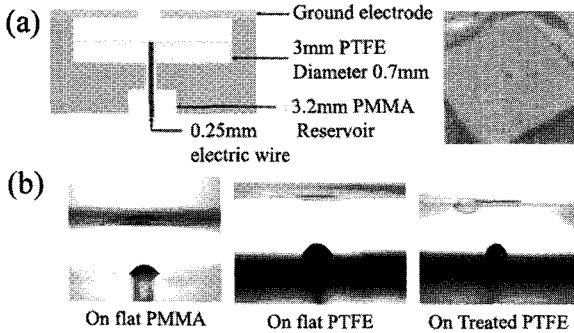 (a)
Ground electrode
3mm PTFE
Diameter 0.7mm
3.2mm PMMA
Reservoir
0.25mm
electric wire
(b)
On flat PMMA
On flat PTFE
On Treated PTFE